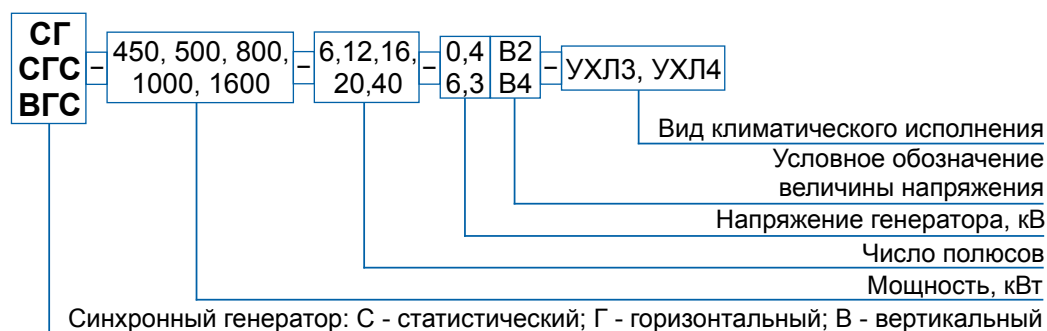 СГ
СГС
ВГС
–
450, 500, 800,
1000, 1600
–
6,12,16,
20,40
–
0,4
6,3
В2
В4
–
УХЛ3, УХЛ4
Вид климатического исполнения
Условное обозначение
величины напряжения
Напряжение генератора, кВ
Число полюсов
Мощность, кВт
Синхронный генератор: С - статистический; Г - горизонтальный; В - вертикальный